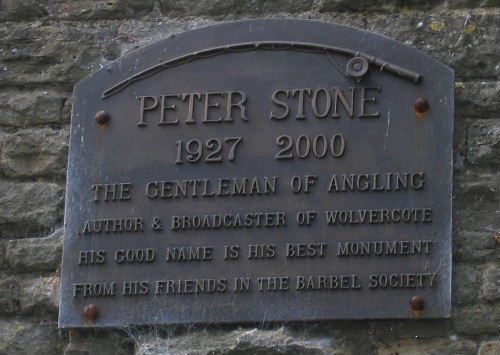 PETER STONE
1927 2000
THE GENTLEMAN OF ANGLING
AUTHOR & BROADCASTER OF WOLVERCOTE
HIS GOOD NAME IS HIS BEST MONUMENT
FROM HIS FRIENDS IN THE BARBEL SOCIETY